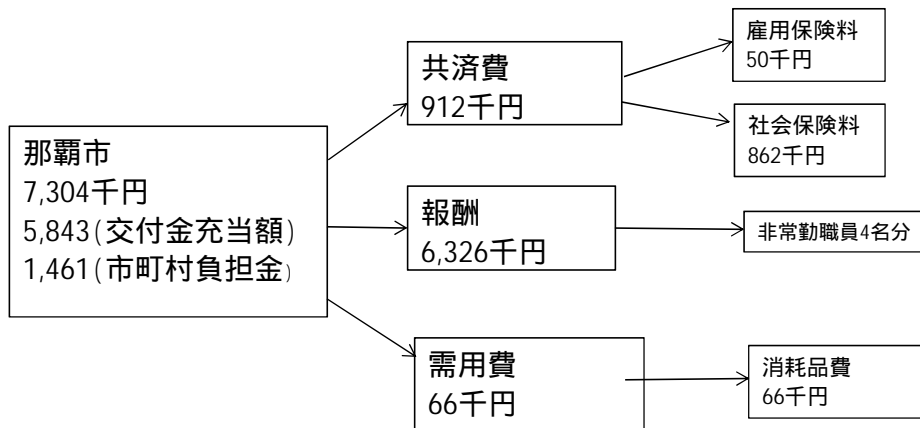 那覇市
7,304千円
5,843(交付金充当額)
1,461(市町村負担金)
共済費
912千円
雇用保険料
50千円
社会保険料
862千円
報酬
6,326千円
非常勤職員4名分
需用費
66千円
消耗品費
66千円